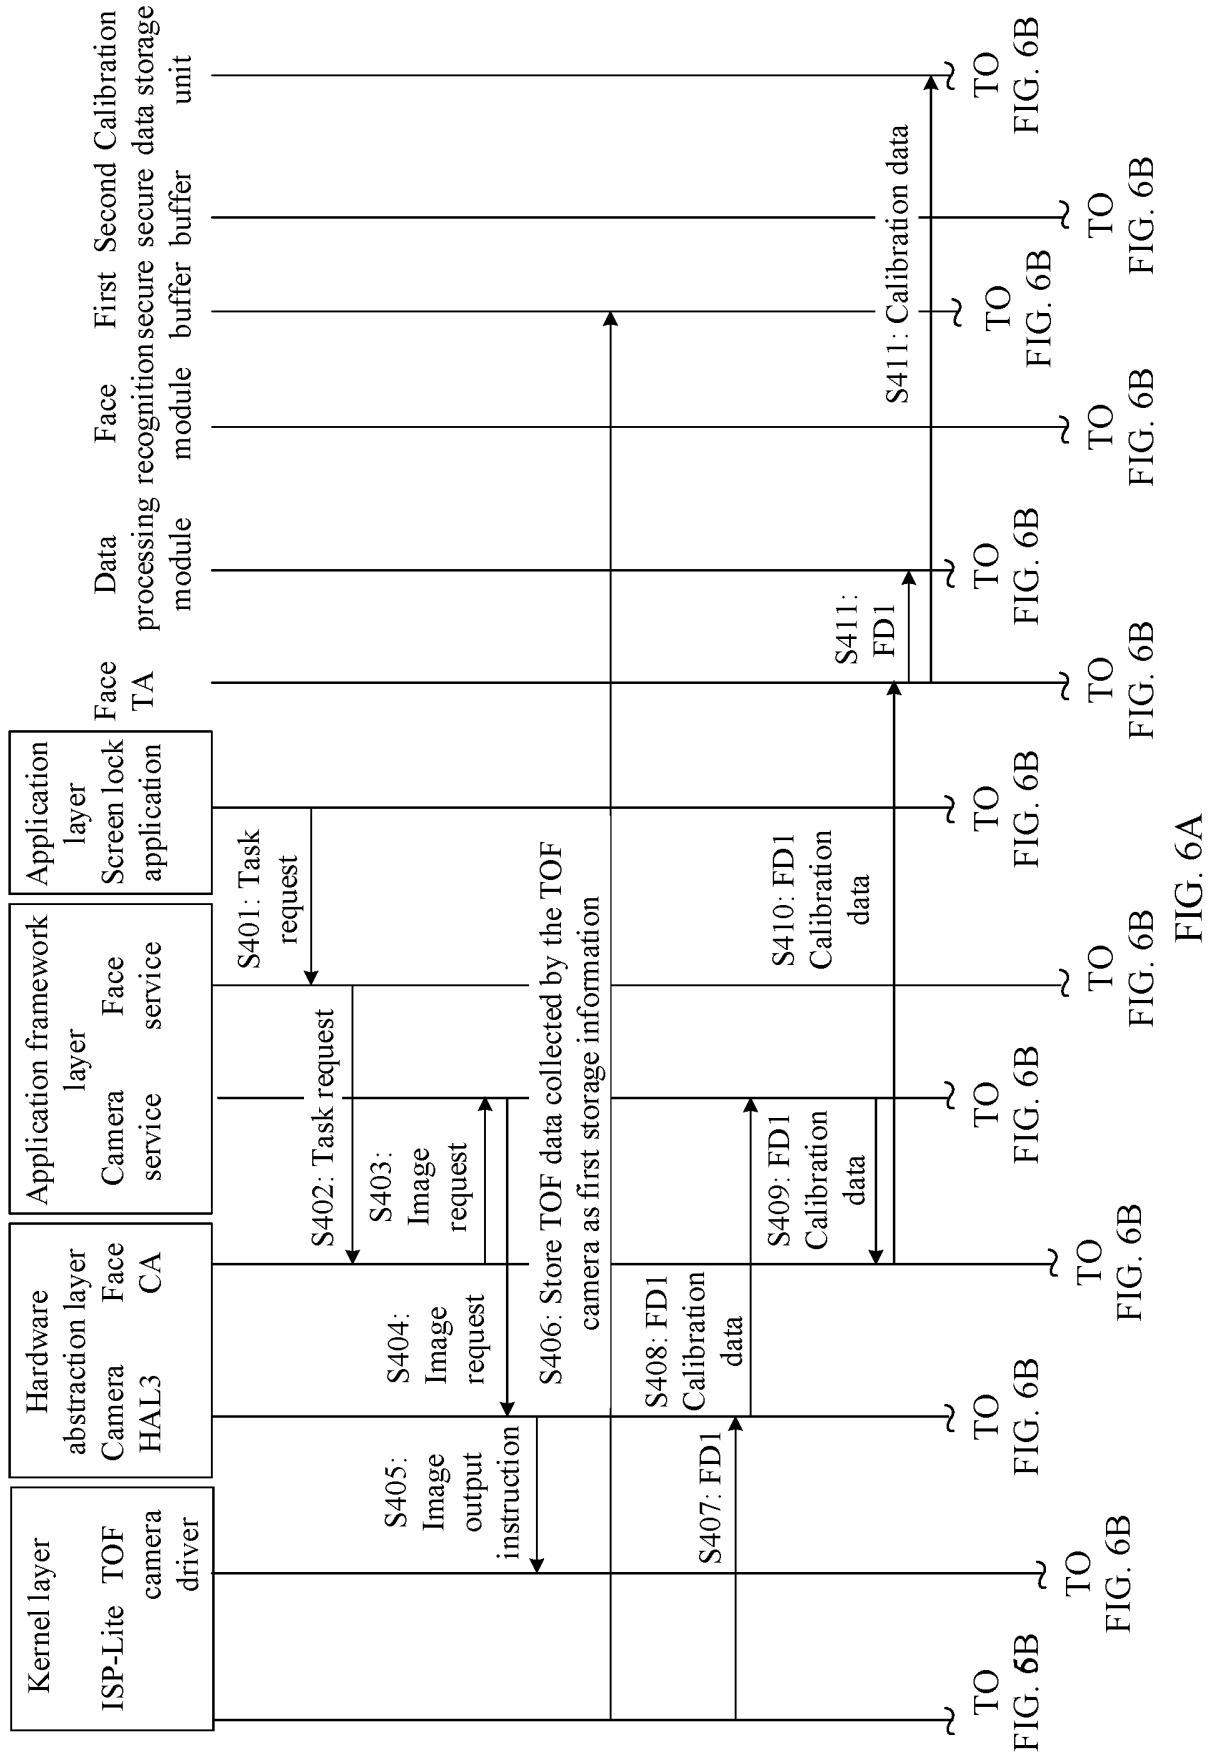 Kernel layer
ISP-Lite
TOF
camera
driver
Hardware
abstraction layer
Camera
HAL3
Face
CA
Application framework
layer
Camera
service
Face
service
Application
layer
Screen lock
application
Face
TA
Data
processing
module
Face
recognition
module
First
secure
buffer
Second
secure
buffer
Calibration
data storage
unit
S401: Task
request
S402: Task request
S403:
Image
request
S404:
Image
request
S405:
Image
output
instruction
S406: Store TOF data collected by the TOF
camera as first storage information
S407: FD1
S408: FD1
Calibration
data
S409: FD1
Calibration
data
S410: FD1
Calibration
data
S411:
FD1
S411: Calibration data
TO
FIG. 6B
TO
FIG. 6B
TO
FIG. 6B
TO
FIG. 6B
TO
FIG. 6B
TO
FIG. 6B
TO
FIG. 6B
TO
FIG. 6B
TO
FIG. 6B
TO
FIG. 6B
TO
FIG. 6B
TO
FIG. 6B
TO
FIG. 6B
FIG. 6A